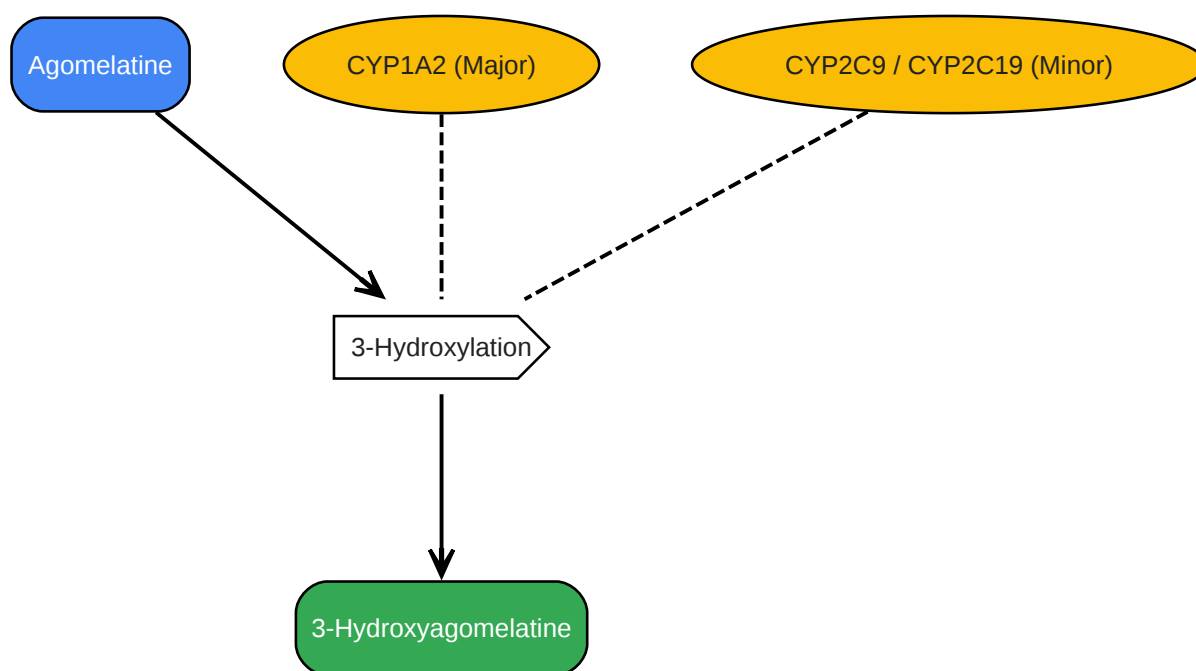 Agomelatine
CYP1A2 (Major)
CYP2C9 / CYP2C19 (Minor)
3-Hydroxylation
3-Hydroxyagomelatine